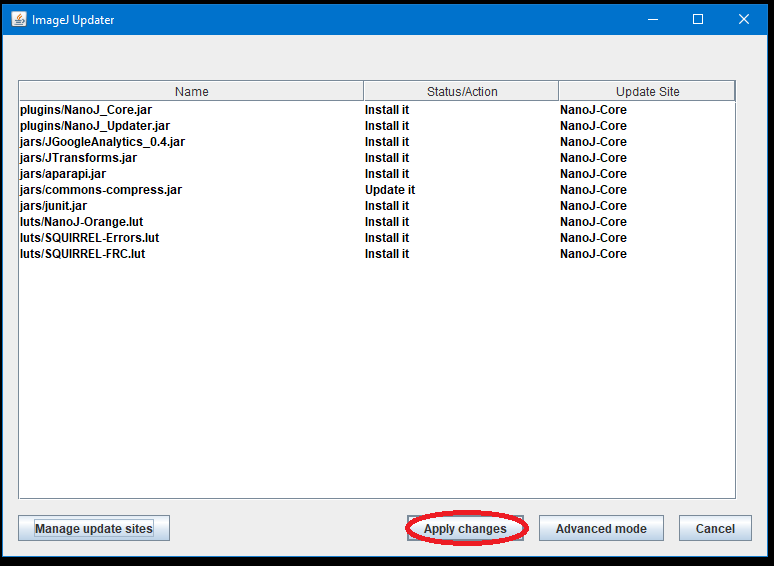 ImageJ Updater
Name Status/Action Update Site
plugins/NanoJ_Core.jar Install it NanoJ-Core
plugins/NanoJ_Updater.jar Install it NanoJ-Core
jars/JGoogleAnalytics_0.4.jar Install it NanoJ-Core
jars/JTransforms.jar Install it NanoJ-Core
jars/aparapi.jar Install it NanoJ-Core
jars/commons-compress.jar Update it NanoJ-Core
jars/junit.jar Install it NanoJ-Core
luts/NanoJ-Orange.lut Install it NanoJ-Core
luts/SQUIRREL-Errors.lut Install it NanoJ-Core
luts/SQUIRREL-FRC.lut Install it NanoJ-Core
Manage update sites Apply changes Advanced mode Cancel